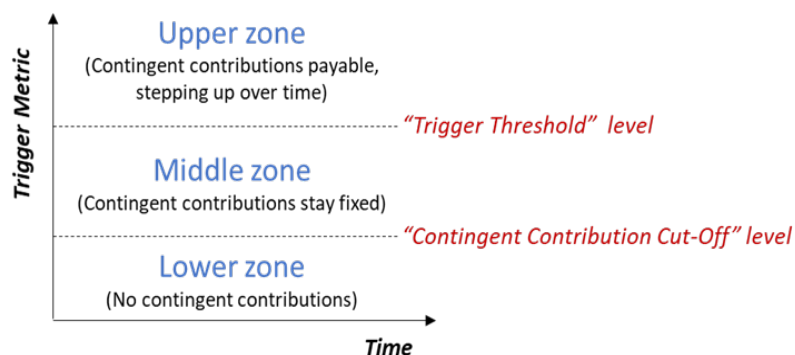 Upper zone
(Contingent contributions payable,
stepping up over time)
“Trigger Threshold” level
Middle zone
(Contingent contributions stay fixed)
“Contingent Contribution Cut-Off” level
Lower zone
(No contingent contributions)
Trigger Metric
Time